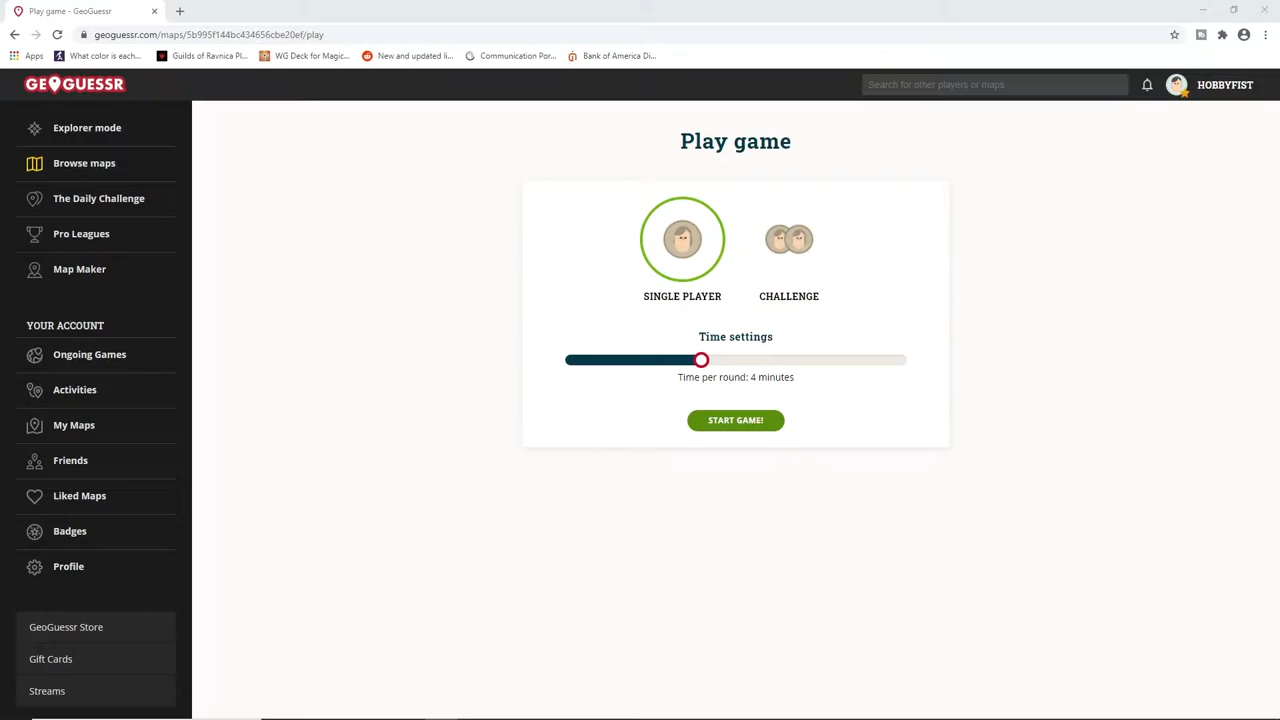 Play game - GeoGuessr
geoguessr.com/maps/5b995f144bc434656cbe20ef/play
Apps
What color is each...
Guilds of Ravnica Pl...
WG Deck for Magic...
New and updated li...
Communication Por...
Bank of America Di...
GEOGUESSR
Search for other players or maps
HOBBYFIST
Explorer mode
Browse maps
The Daily Challenge
Pro Leagues
Map Maker
YOUR ACCOUNT
Ongoing Games
Activities
My Maps
Friends
Liked Maps
Badges
Profile
GeoGuessr Store
Gift Cards
Streams
Play game
SINGLE PLAYER
CHALLENGE
Time settings
Time per round: 4 minutes
START GAME!